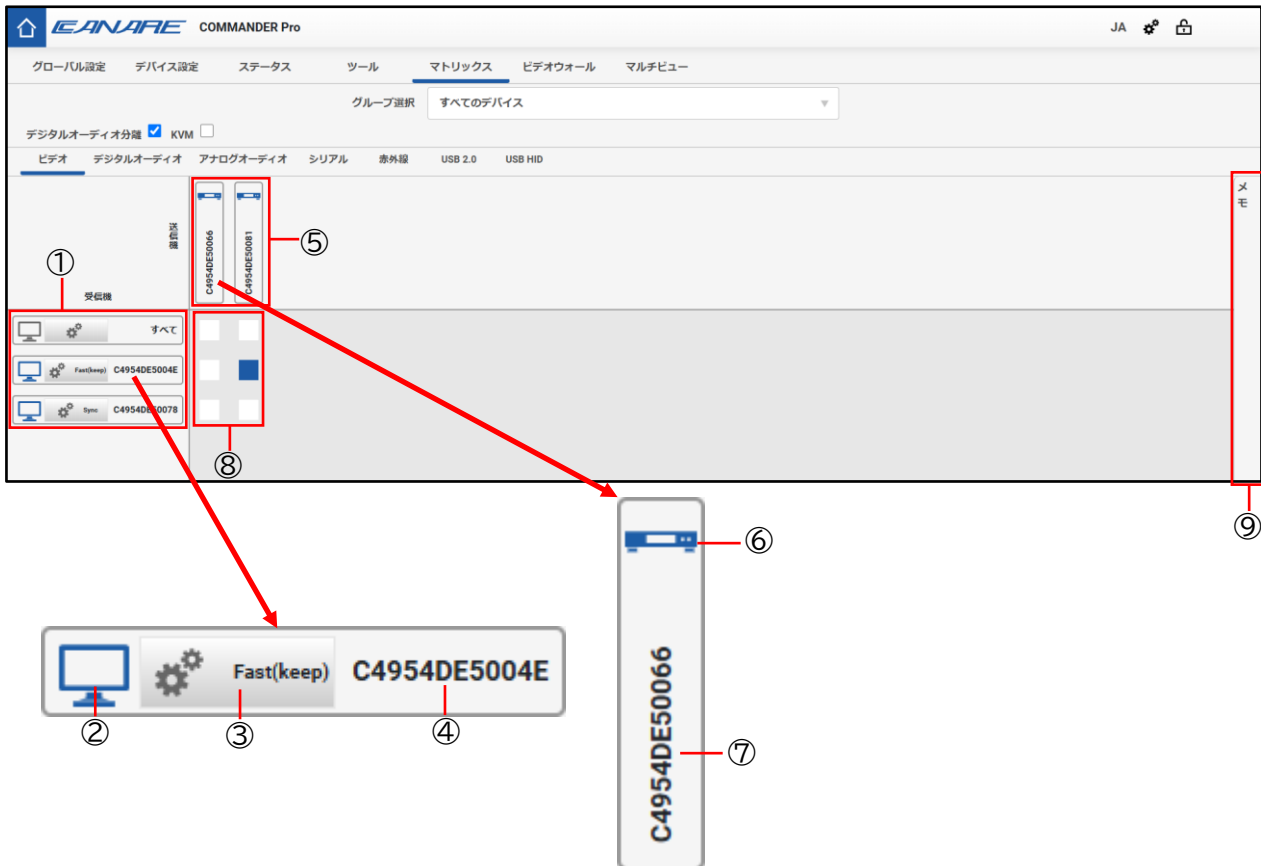 CANARE COMMANDER Pro JA
グローバル設定 デバイス設定 ステータス ツール マトリックス ビデオウォール マルチビュー
グループ選択 すべてのデバイス
デジタルオーディオ分離 KVM
ビデオ デジタルオーディオ アナログオーディオ シリアル 赤外線 USB 2.0 USB HID
メモ
送信機
C4954DE50066
C4954DE50081
⑤
①
受信機
すべて
Fast(keep) C4954DE5004E
Sync C4954DE50078
⑧
⑨
⑥
Fast(keep) C4954DE5004E
② ③ ④
C4954DE50066
⑦